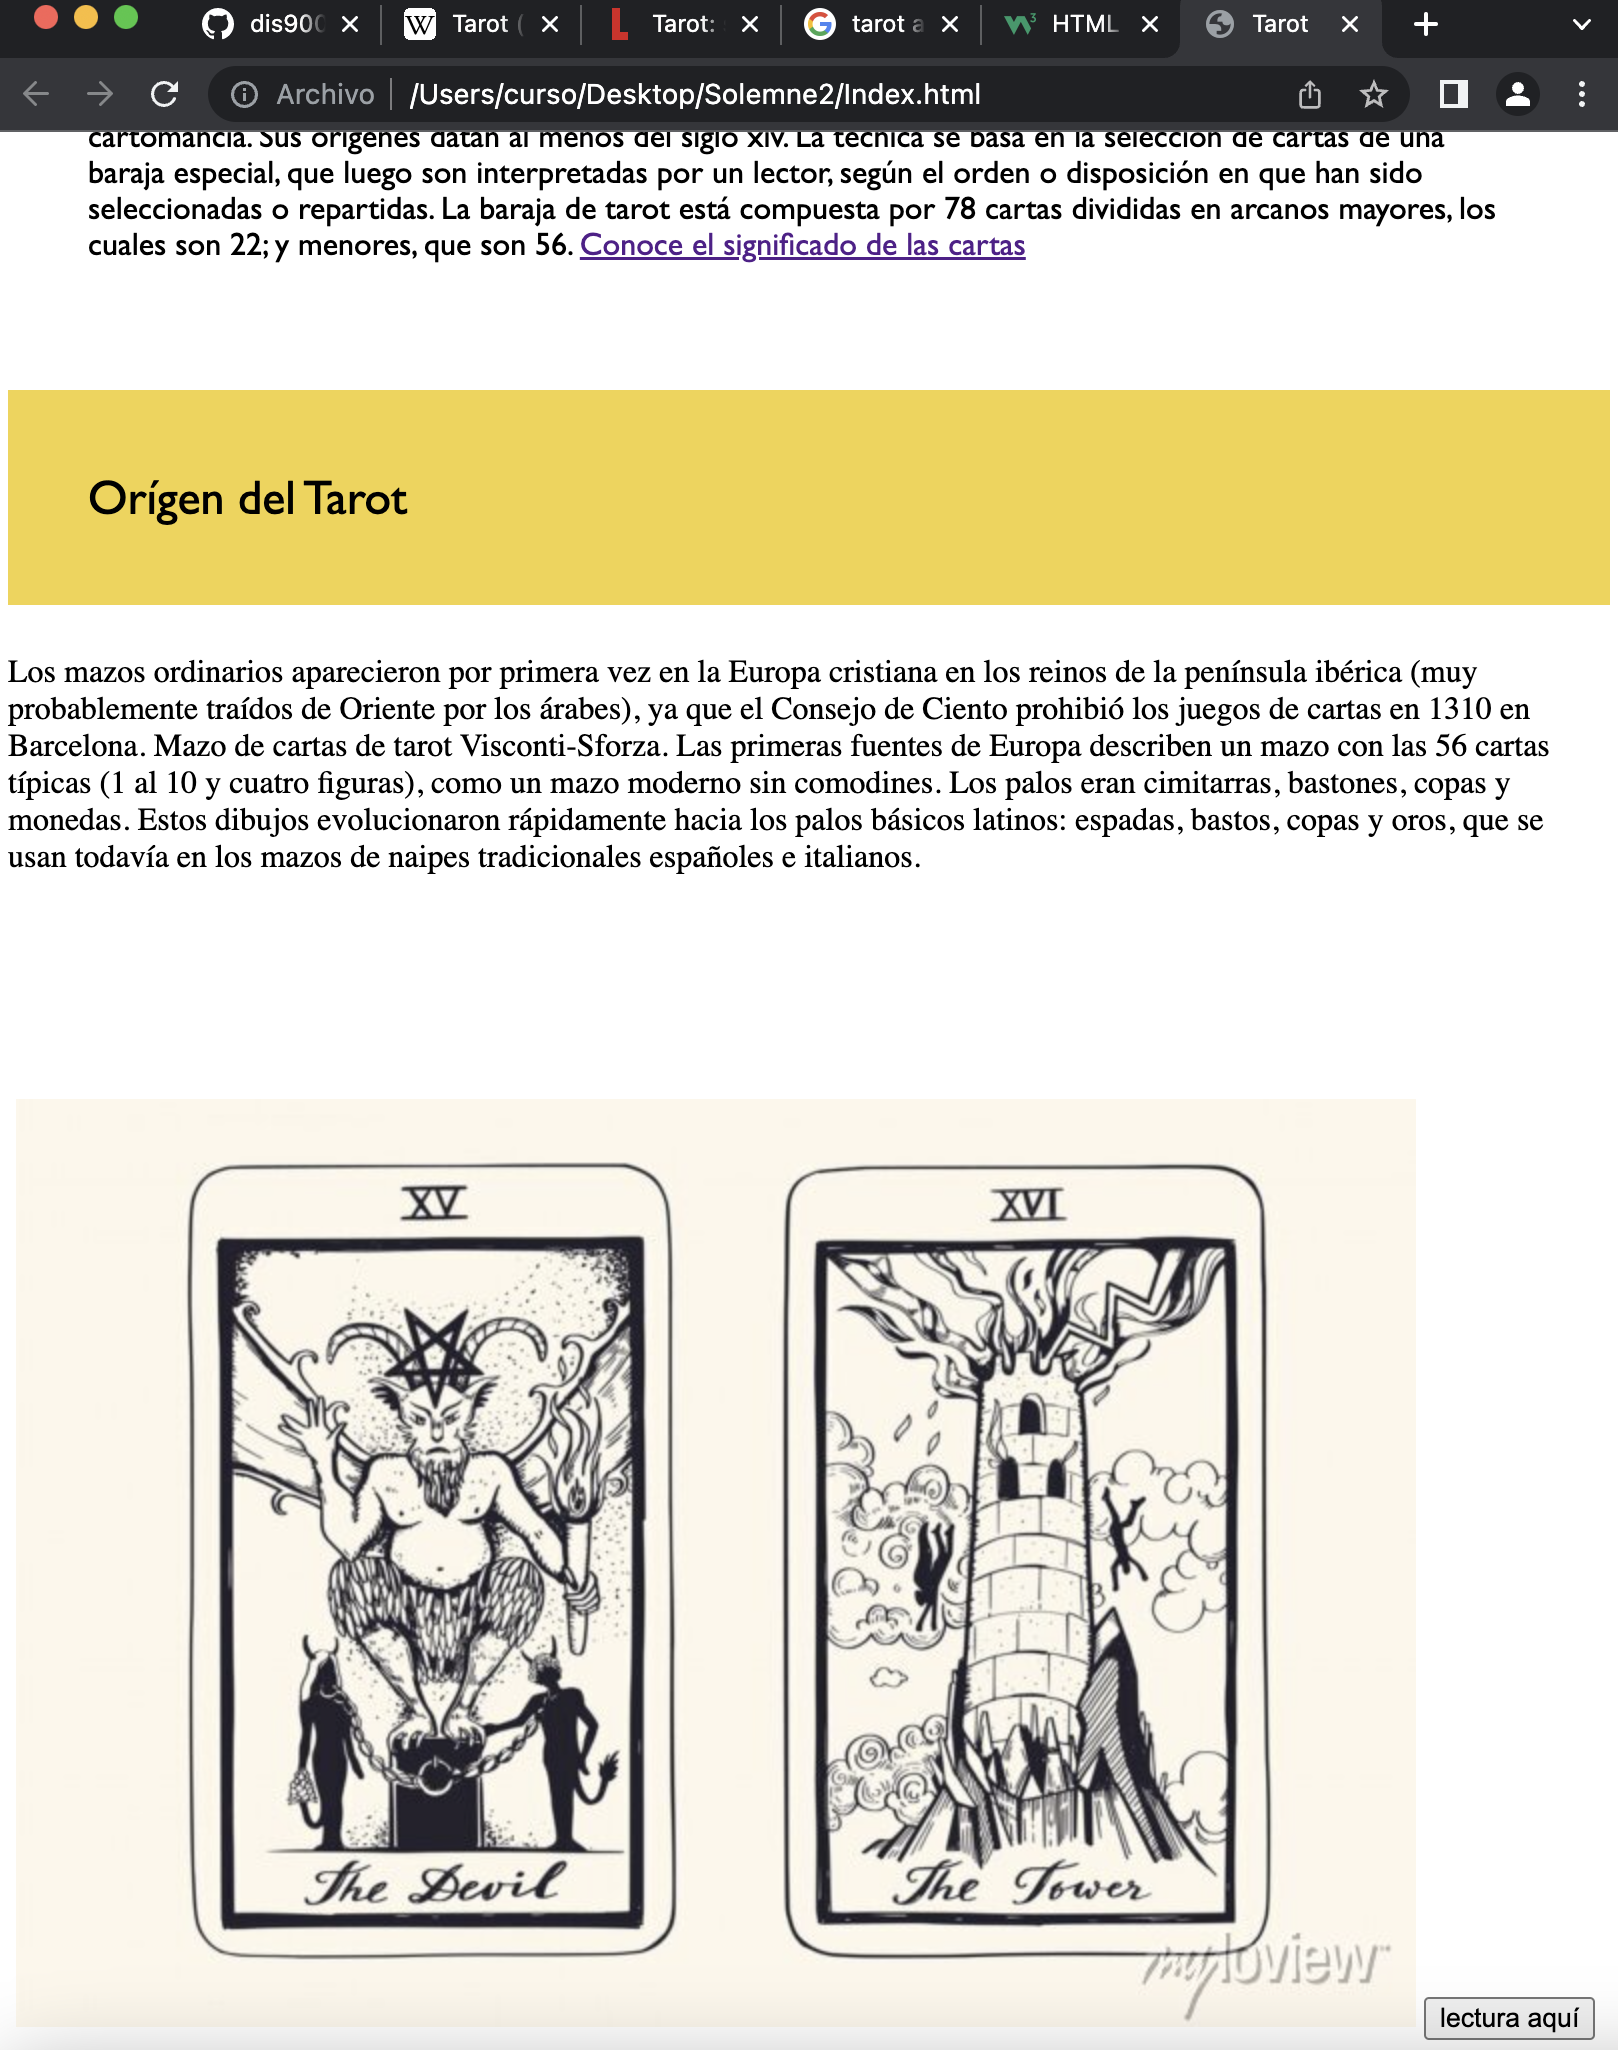 dis900
Tarot (
Tarot:
tarot a
HTML
Tarot
Archivo /Users/curso/Desktop/Solemne2/Index.html
cartomancia. Sus orígenes datan al menos del siglo xiv. La técnica se basa en la selección de cartas de una
baraja especial, que luego son interpretadas por un lector, según el orden o disposición en que han sido
seleccionadas o repartidas. La baraja de tarot está compuesta por 78 cartas divididas en arcanos mayores, los
cuales son 22; y menores, que son 56. Conoce el significado de las cartas
Orígen del Tarot
Los mazos ordinarios aparecieron por primera vez en la Europa cristiana en los reinos de la península ibérica (muy
probablemente traídos de Oriente por los árabes), ya que el Consejo de Ciento prohibió los juegos de cartas en 1310 en
Barcelona. Mazo de cartas de tarot Visconti-Sforza. Las primeras fuentes de Europa describen un mazo con las 56 cartas
típicas (1 al 10 y cuatro figuras), como un mazo moderno sin comodines. Los palos eran cimitarras, bastones, copas y
monedas. Estos dibujos evolucionaron rápidamente hacia los palos básicos latinos: espadas, bastos, copas y oros, que se
usan todavía en los mazos de naipes tradicionales españoles e italianos.
XV
XVI
The Devil
The Tower
myloview™
lectura aquí